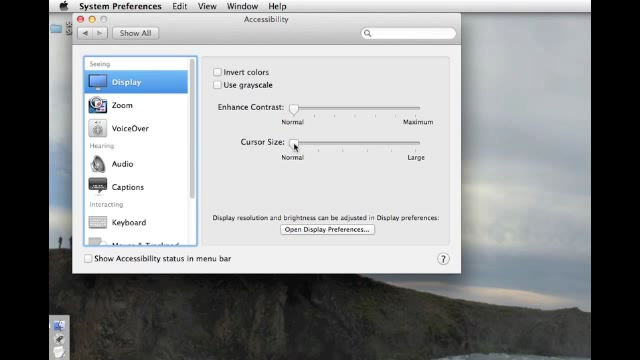 System Preferences Edit View Window Help
Accessibility
Show All
Seeing
Display
Zoom
VoiceOver
Hearing
Audio
Captions
Interacting
Keyboard
Invert colors
Use grayscale
Enhance Contrast:
Normal Maximum
Cursor Size:
Normal Large
Display resolution and brightness can be adjusted in Display preferences:
Open Display Preferences...
Show Accessibility status in menu bar
?